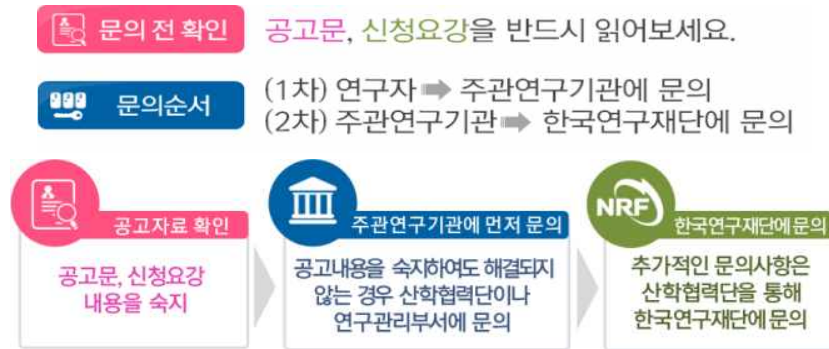 문의 전 확인 공고문, 신청요강을 반드시 읽어보세요.
문의순서
(1차) 연구자 ➡ 주관연구기관에 문의
(2차) 주관연구기관 ➡ 한국연구재단에 문의
공고자료 확인
공고문, 신청요강
내용을 숙지
주관연구기관에 먼저 문의
공고내용을 숙지하여도 해결되지
않는 경우 산학협력단이나
연구관리부서에 문의
NRF
한국연구재단에 문의
추가적인 문의사항은
산학협력단을 통해
한국연구재단에 문의